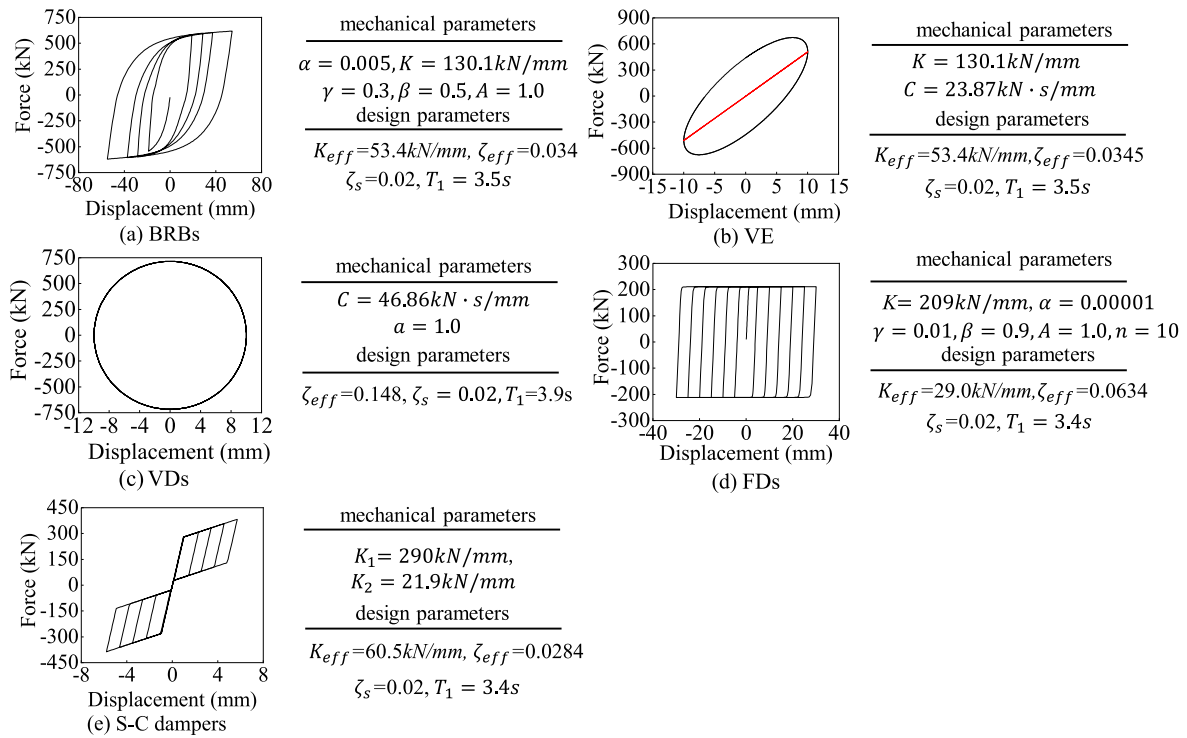 750
500
250
0
-250
-500
-750
-80 -40 0 40 80
Force (kN)
Displacement (mm)
(a) BRBs
mechanical parameters
α = 0.005, K = 130.1kN/mm
γ = 0.3, β = 0.5, A = 1.0
design parameters
K_eff=53.4kN/mm, ζ_eff=0.034
ζ_s=0.02, T_1 = 3.5s
900
600
300
0
-300
-600
-900
-15 -10 -5 0 5 10 15
Force (kN)
Displacement (mm)
(b) VE
mechanical parameters
K = 130.1kN/mm
C = 23.87kN · s/mm
design parameters
K_eff=53.4kN/mm, ζ_eff=0.0345
ζ_s=0.02, T_1 = 3.5s
750
500
250
0
-250
-500
-750
-12 -8 -4 0 4 8 12
Force (kN)
Displacement (mm)
(c) VDs
mechanical parameters
C = 46.86kN · s/mm
a = 1.0
design parameters
ζ_eff=0.148, ζ_s = 0.02, T_1=3.9s
300
200
100
0
-100
-200
-300
-40 -20 0 20 40
Force (kN)
Displacement (mm)
(d) FDs
mechanical parameters
K= 209kN/mm, α = 0.00001
γ = 0.01, β = 0.9, A = 1.0, n = 10
design parameters
K_eff=29.0kN/mm, ζ_eff=0.0634
ζ_s=0.02, T_1 = 3.4s
450
300
150
0
-150
-300
-450
-8 -4 0 4 8
Force (kN)
Displacement (mm)
(e) S-C dampers
mechanical parameters
K_1= 290kN/mm,
K_2 = 21.9kN/mm
design parameters
K_eff=60.5kN/mm, ζ_eff=0.0284
ζ_s=0.02, T_1 = 3.4s